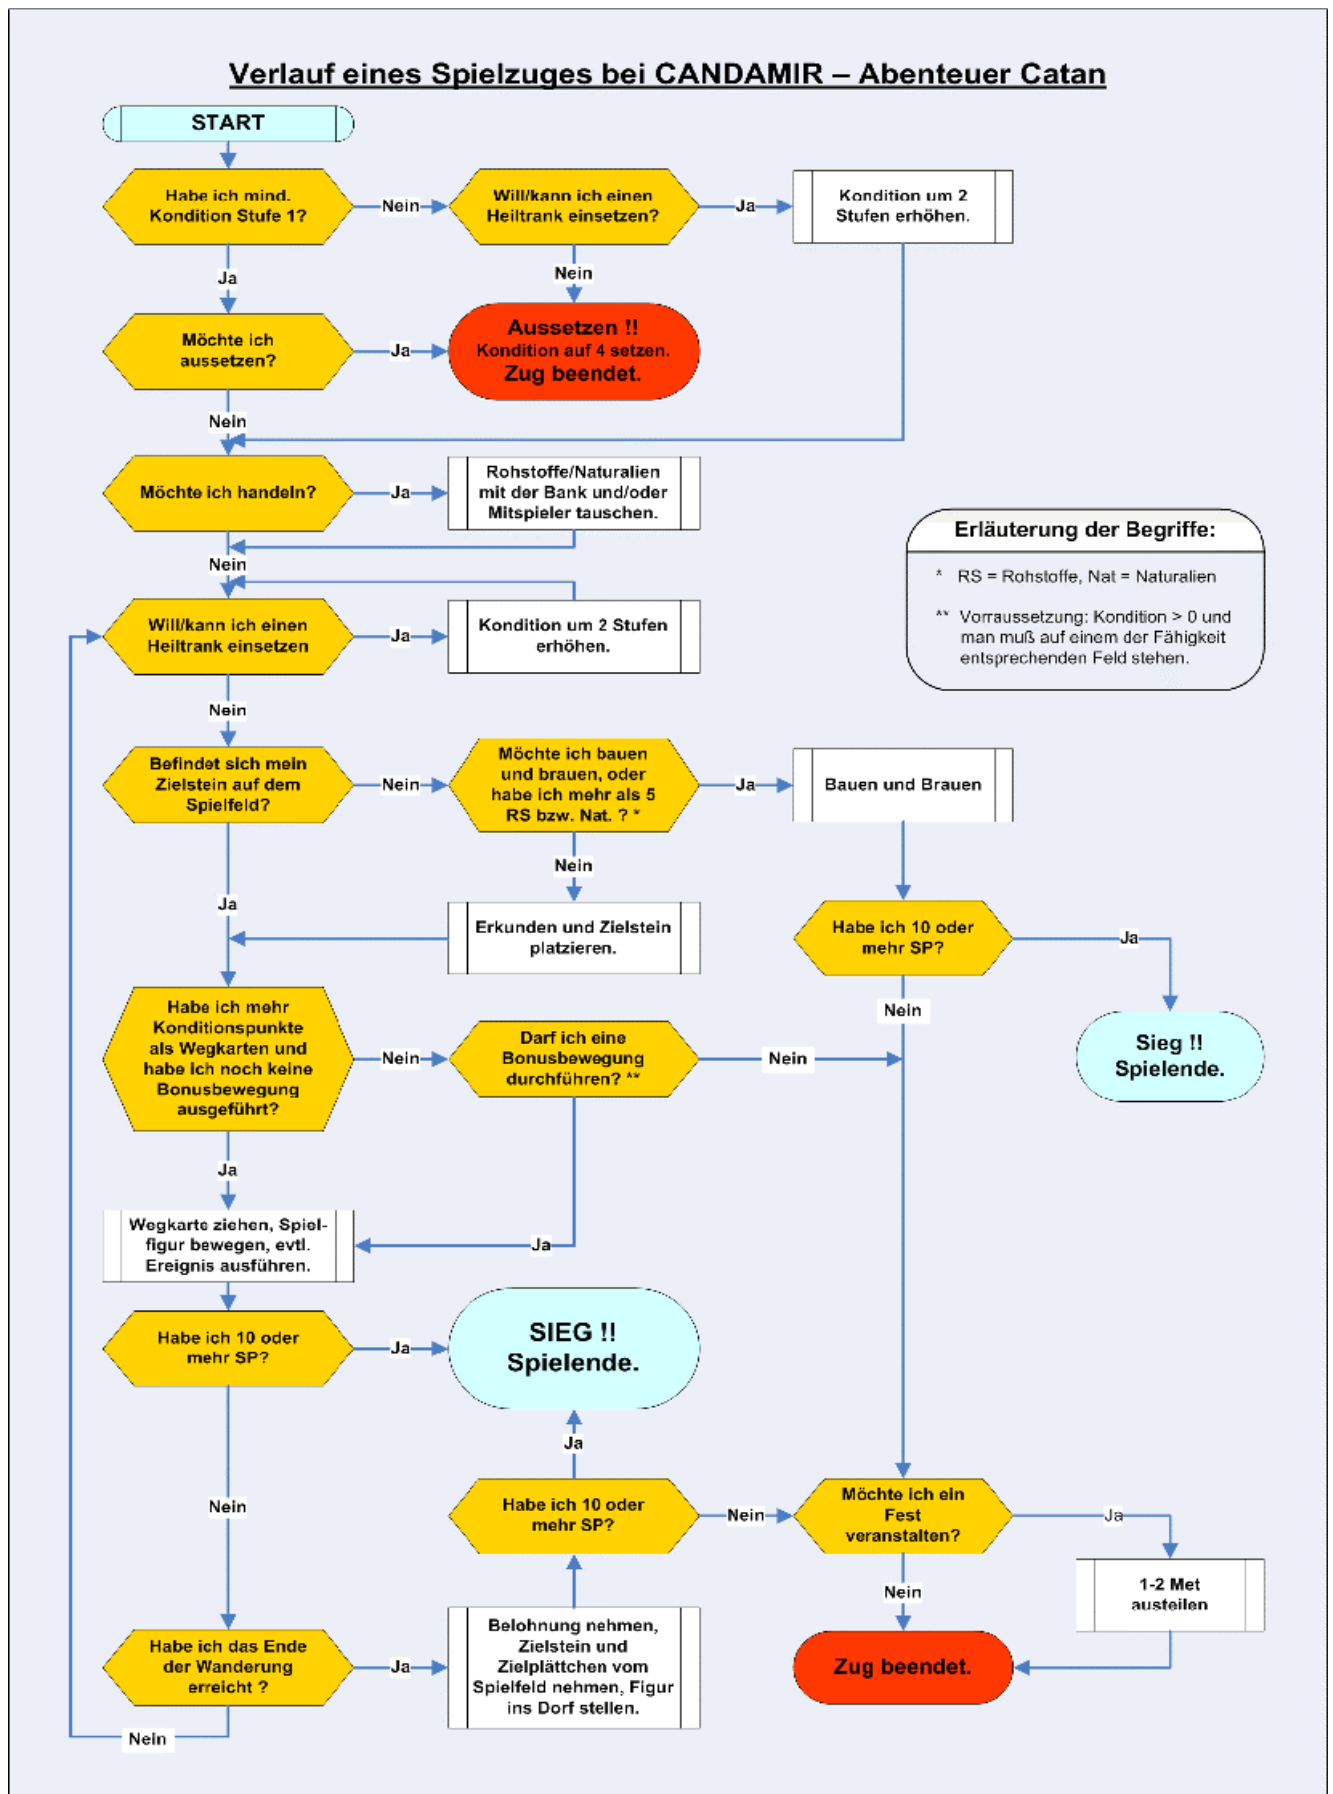 Verlauf eines Spielzuges bei CANDAMIR – Abenteuer Catan
START
Habe ich mind.
Kondition Stufe 1?
Nein
Will/kann ich einen
Heiltrank einsetzen?
Ja
Kondition um 2
Stufen erhöhen.
Ja
Nein
Möchte ich
aussetzen?
Ja
Aussetzen !!
Kondition auf 4 setzen.
Zug beendet.
Nein
Möchte ich handeln?
Ja
Rohstoffe/Naturalien
mit der Bank und/oder
Mitspieler tauschen.
Erläuterung der Begriffe:
* RS = Rohstoffe, Nat = Naturalien
** Vorraussetzung: Kondition > 0 und
man muß auf einem der Fähigkeit
entsprechenden Feld stehen.
Nein
Will/kann ich einen
Heiltrank einsetzen
Ja
Kondition um 2 Stufen
erhöhen.
Nein
Befindet sich mein
Zielstein auf dem
Spielfeld?
Nein
Möchte ich bauen
und brauen, oder
habe ich mehr als 5
RS bzw. Nat. ? *
Ja
Bauen und Brauen
Nein
Ja
Erkunden und Zielstein
platzieren.
Habe ich 10 oder
mehr SP?
Ja
Nein
Sieg !!
Spielende.
Habe ich mehr
Konditionspunkte
als Wegkarten und
habe ich noch keine
Bonusbewegung
ausgeführt?
Nein
Darf ich eine
Bonusbewegung
durchführen? **
Nein
Ja
Wegkarte ziehen, Spiel-
figur bewegen, evtl.
Ereignis ausführen.
Ja
Habe ich 10 oder
mehr SP?
Ja
SIEG !!
Spielende.
Ja
Nein
Habe ich 10 oder
mehr SP?
Nein
Möchte ich ein
Fest
veranstalten?
Ja
1-2 Met
austeilen
Nein
Habe ich das Ende
der Wanderung
erreicht ?
Ja
Belohnung nehmen,
Zielstein und
Zielplättchen vom
Spielfeld nehmen, Figur
ins Dorf stellen.
Zug beendet.
Nein